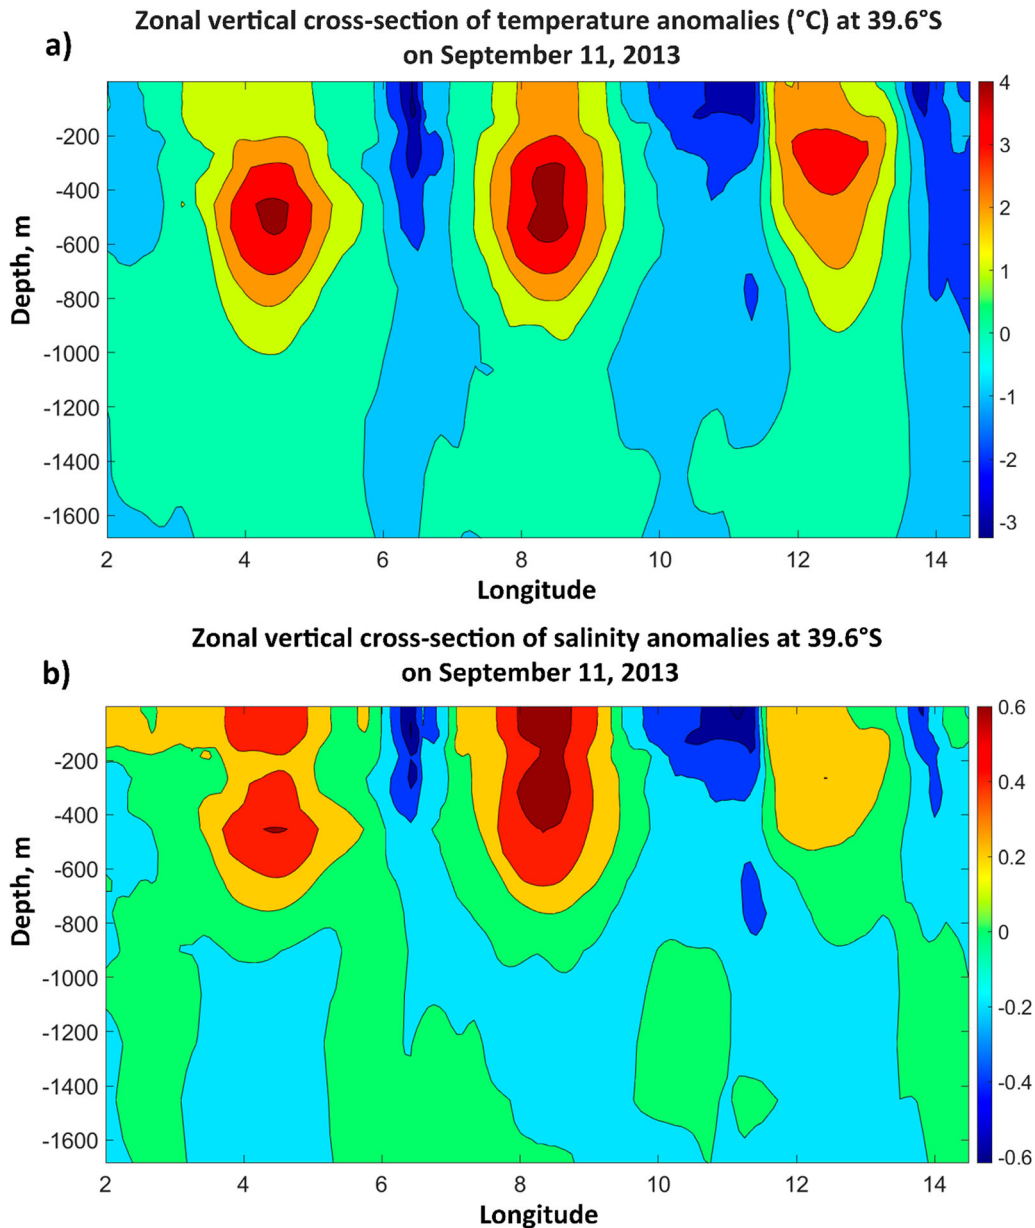 Zonal vertical cross-section of temperature anomalies (°C) at 39.6°S
on September 11, 2013
a)
Depth, m
-200
-400
-600
-800
-1000
-1200
-1400
-1600
2 4 6 8 10 12 14
Longitude
4
3
2
1
0
-1
-2
-3
Zonal vertical cross-section of salinity anomalies at 39.6°S
on September 11, 2013
b)
Depth, m
-200
-400
-600
-800
-1000
-1200
-1400
-1600
2 4 6 8 10 12 14
Longitude
0.6
0.4
0.2
0
-0.2
-0.4
-0.6